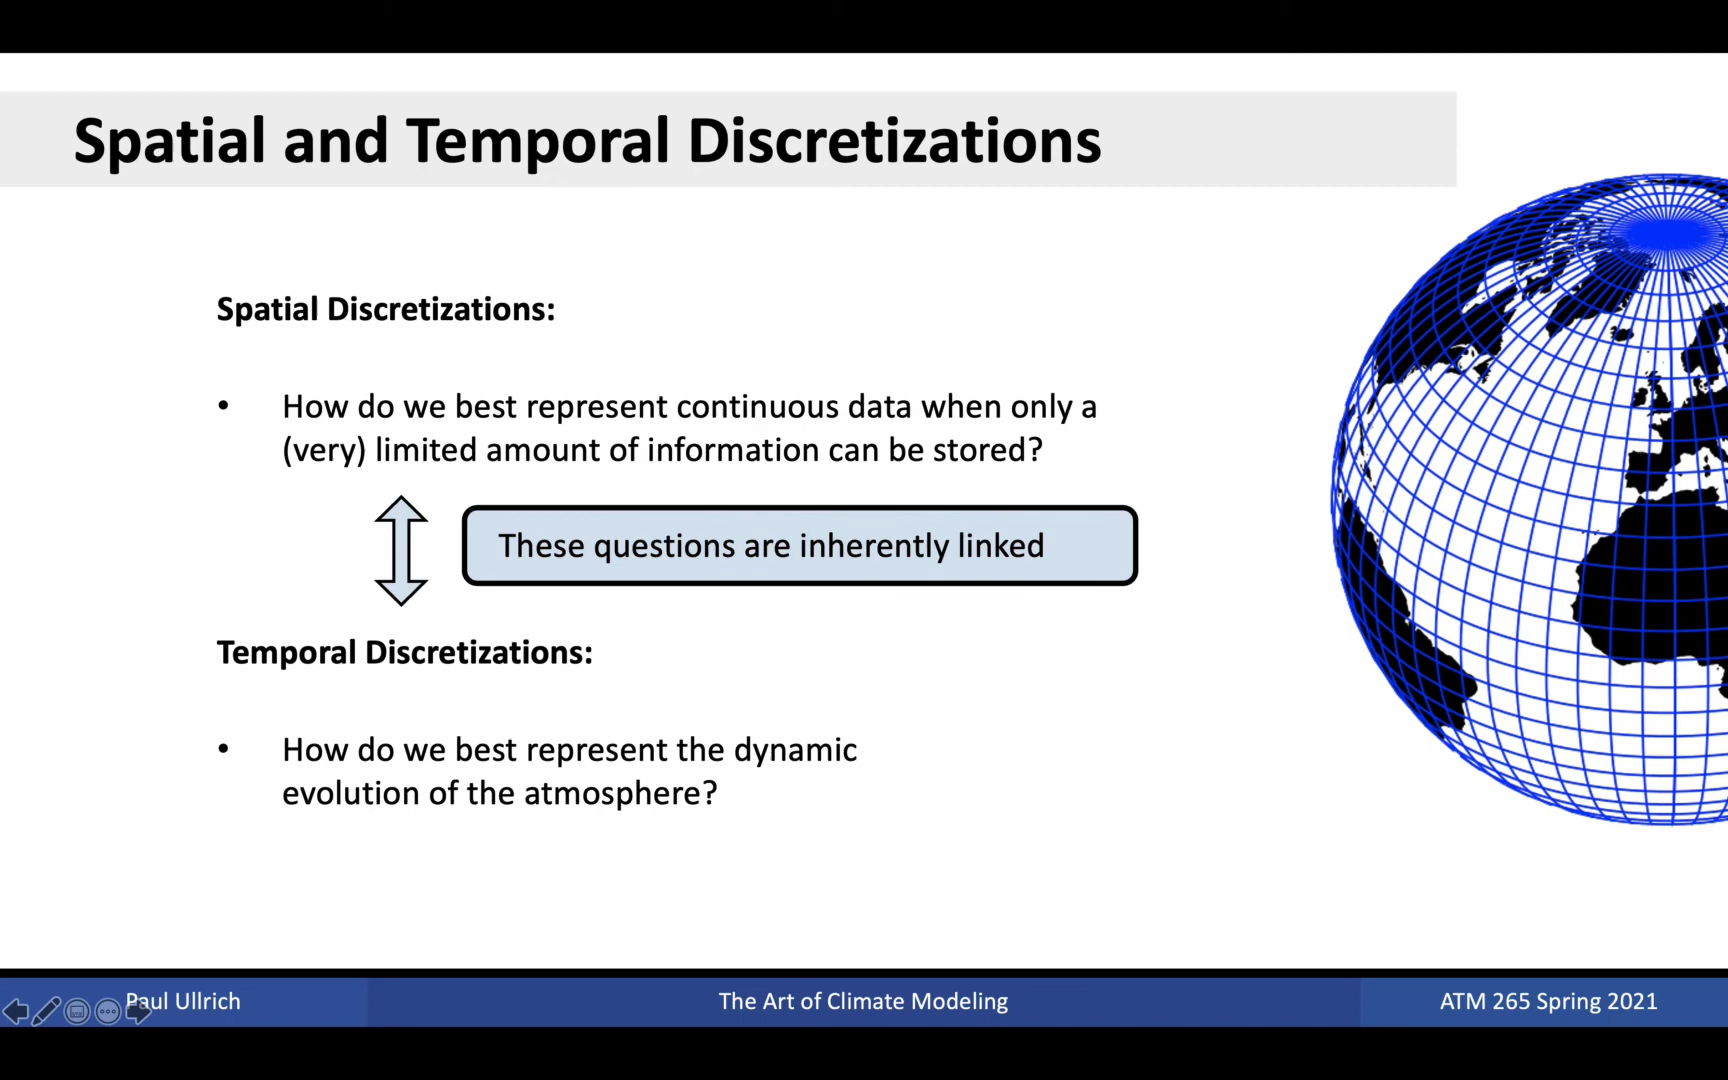 Spatial and Temporal Discretizations
Spatial Discretizations:
• How do we best represent continuous data when only a
(very) limited amount of information can be stored?
These questions are inherently linked
Temporal Discretizations:
• How do we best represent the dynamic
evolution of the atmosphere?
Paul Ullrich
The Art of Climate Modeling
ATM 265 Spring 2021